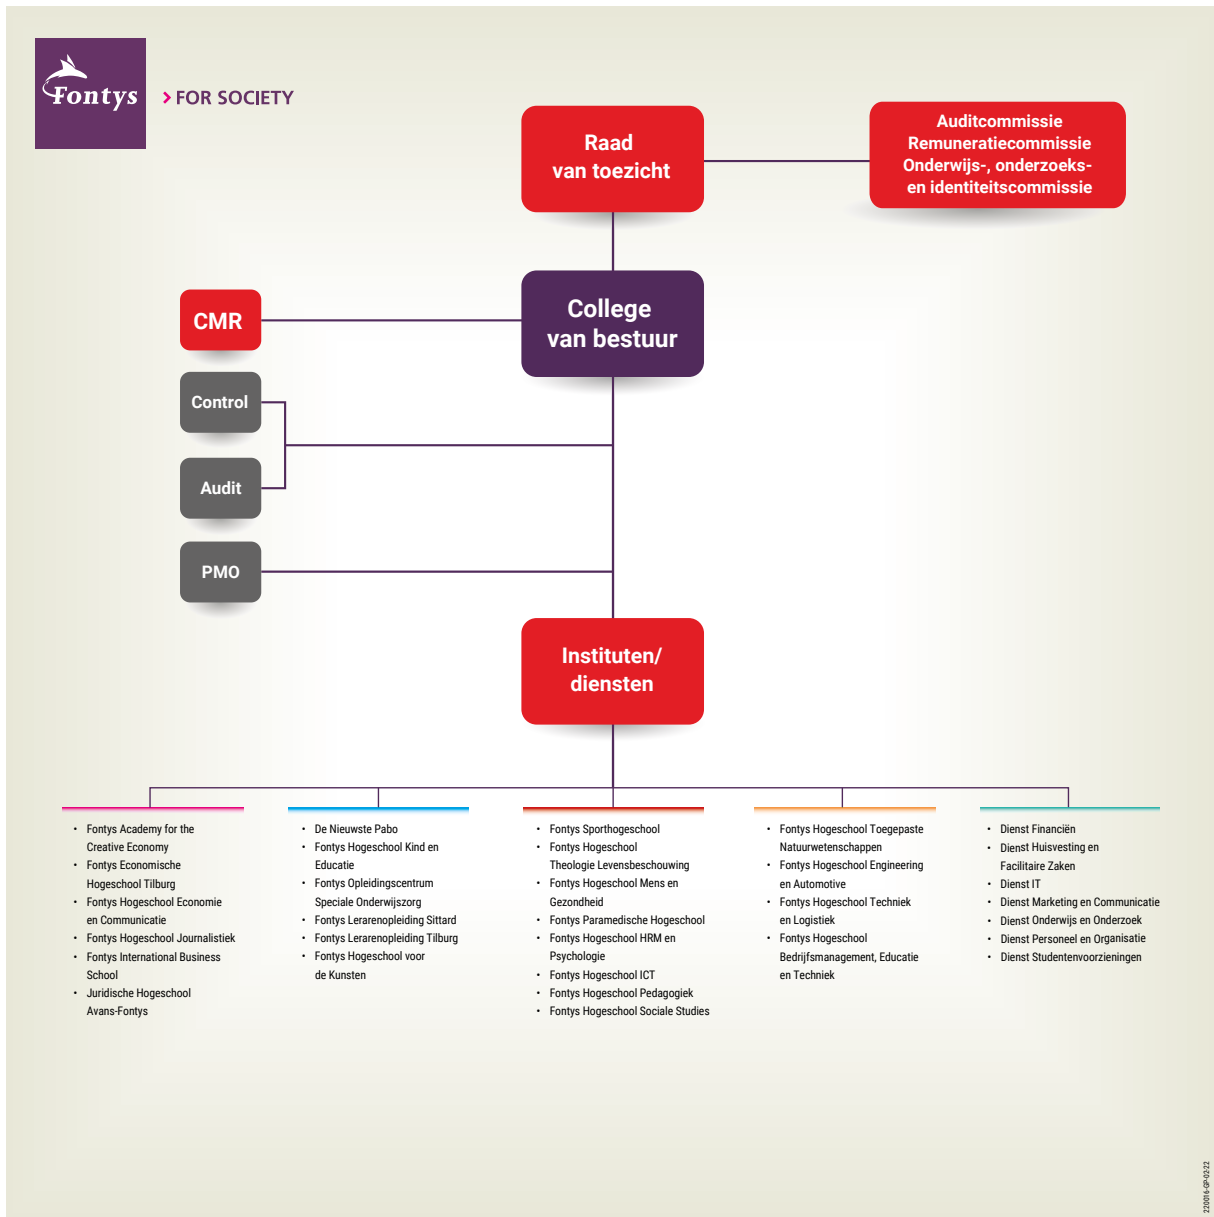 Fontys
> FOR SOCIETY
Raad
van toezicht
Auditcommissie
Remuneratiecommissie
Onderwijs-, onderzoeks-
en identiteitscommissie
College
van bestuur
CMR
Control
Audit
PMO
Instituten/
diensten
• Fontys Academy for the
Creative Economy
• Fontys Economische
Hogeschool Tilburg
• Fontys Hogeschool Economie
en Communicatie
• Fontys Hogeschool Journalistiek
• Fontys International Business
School
• Juridische Hogeschool
Avans-Fontys
• De Nieuwste Pabo
• Fontys Hogeschool Kind en
Educatie
• Fontys Opleidingscentrum
Speciale Onderwijszorg
• Fontys Lerarenopleiding Sittard
• Fontys Lerarenopleiding Tilburg
• Fontys Hogeschool voor
de Kunsten
• Fontys Sporthogeschool
• Fontys Hogeschool
Theologie Levensbeschouwing
• Fontys Hogeschool Mens en
Gezondheid
• Fontys Paramedische Hogeschool
• Fontys Hogeschool HRM en
Psychologie
• Fontys Hogeschool ICT
• Fontys Hogeschool Pedagogiek
• Fontys Hogeschool Sociale Studies
• Fontys Hogeschool Toegepaste
Natuurwetenschappen
• Fontys Hogeschool Engineering
en Automotive
• Fontys Hogeschool Techniek
en Logistiek
• Fontys Hogeschool
Bedrijfsmanagement, Educatie
en Techniek
• Dienst Financiën
• Dienst Huisvesting en
Facilitaire Zaken
• Dienst IT
• Dienst Marketing en Communicatie
• Dienst Onderwijs en Onderzoek
• Dienst Personeel en Organisatie
• Dienst Studentenvoorzieningen
220016-GP-02-22